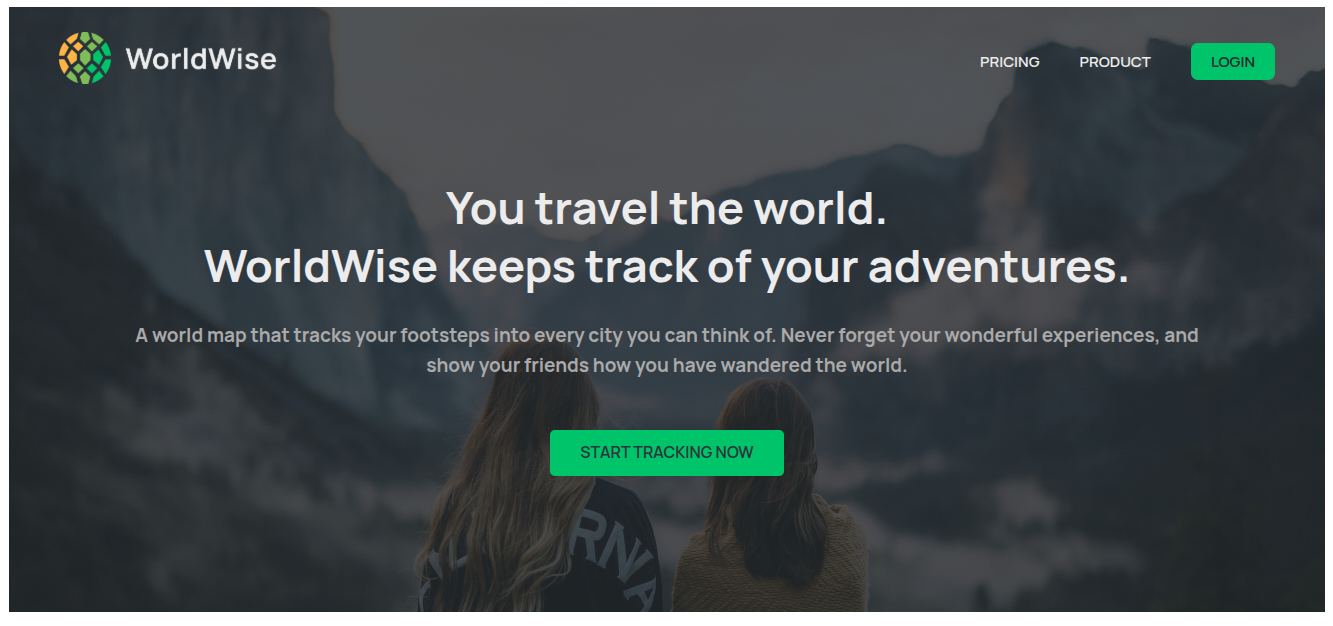 WorldWise
PRICING
PRODUCT
LOGIN
You travel the world.
WorldWise keeps track of your adventures.
A world map that tracks your footsteps into every city you can think of. Never forget your wonderful experiences, and
show your friends how you have wandered the world.
START TRACKING NOW
RNIA